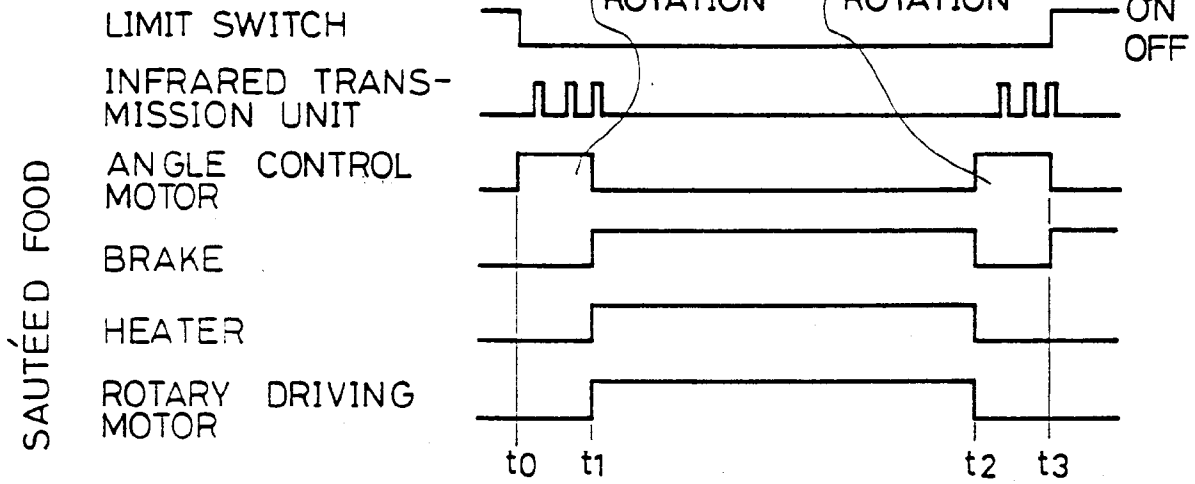 ROTATION ROTATION
LIMIT SWITCH ON
OFF
INFRARED TRANS-
MISSION UNIT
ANGLE CONTROL
MOTOR
BRAKE
HEATER
ROTARY DRIVING
MOTOR
SAUTÉED FOOD
t0 t1 t2 t3